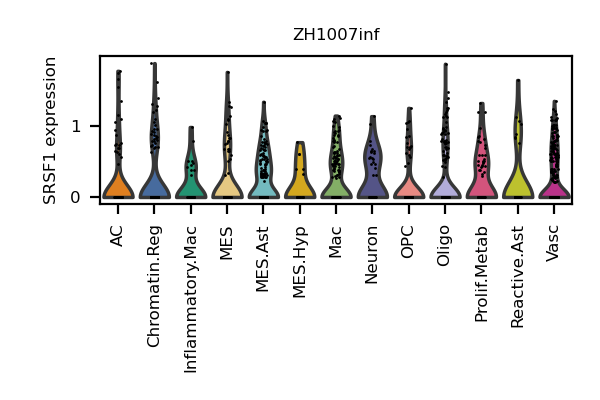 ZH1007inf
SRSF1 expression
1
0
AC
Chromatin.Reg
Inflammatory.Mac
MES
MES.Ast
MES.Hyp
Mac
Neuron
OPC
Oligo
Prolif.Metab
Reactive.Ast
Vasc